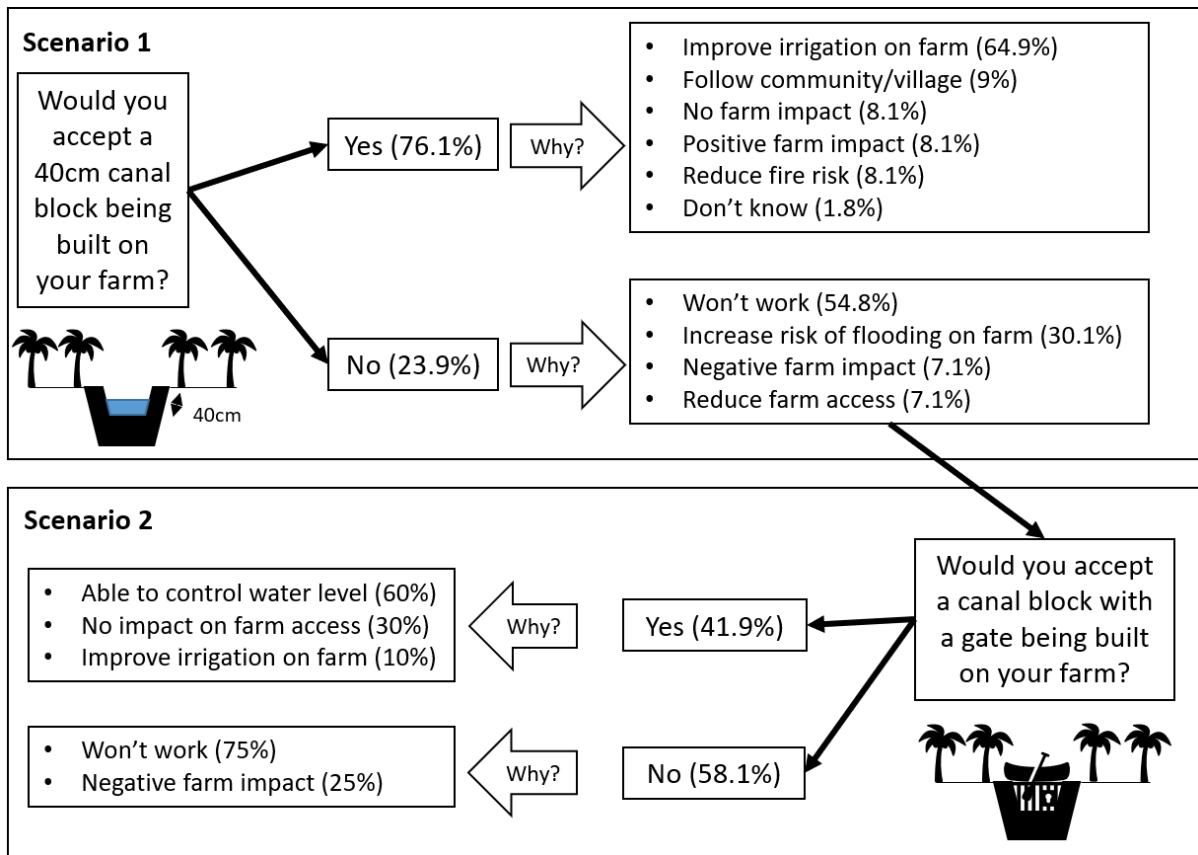 Scenario 1
Would you
accept a
40cm canal
block being
built on
your farm?
40cm
Yes (76.1%)
Why?
• Improve irrigation on farm (64.9%)
• Follow community/village (9%)
• No farm impact (8.1%)
• Positive farm impact (8.1%)
• Reduce fire risk (8.1%)
• Don’t know (1.8%)
No (23.9%)
Why?
• Won’t work (54.8%)
• Increase risk of flooding on farm (30.1%)
• Negative farm impact (7.1%)
• Reduce farm access (7.1%)
Scenario 2
Would you accept
a canal block with
a gate being built
on your farm?
Yes (41.9%)
Why?
• Able to control water level (60%)
• No impact on farm access (30%)
• Improve irrigation on farm (10%)
No (58.1%)
Why?
• Won’t work (75%)
• Negative farm impact (25%)